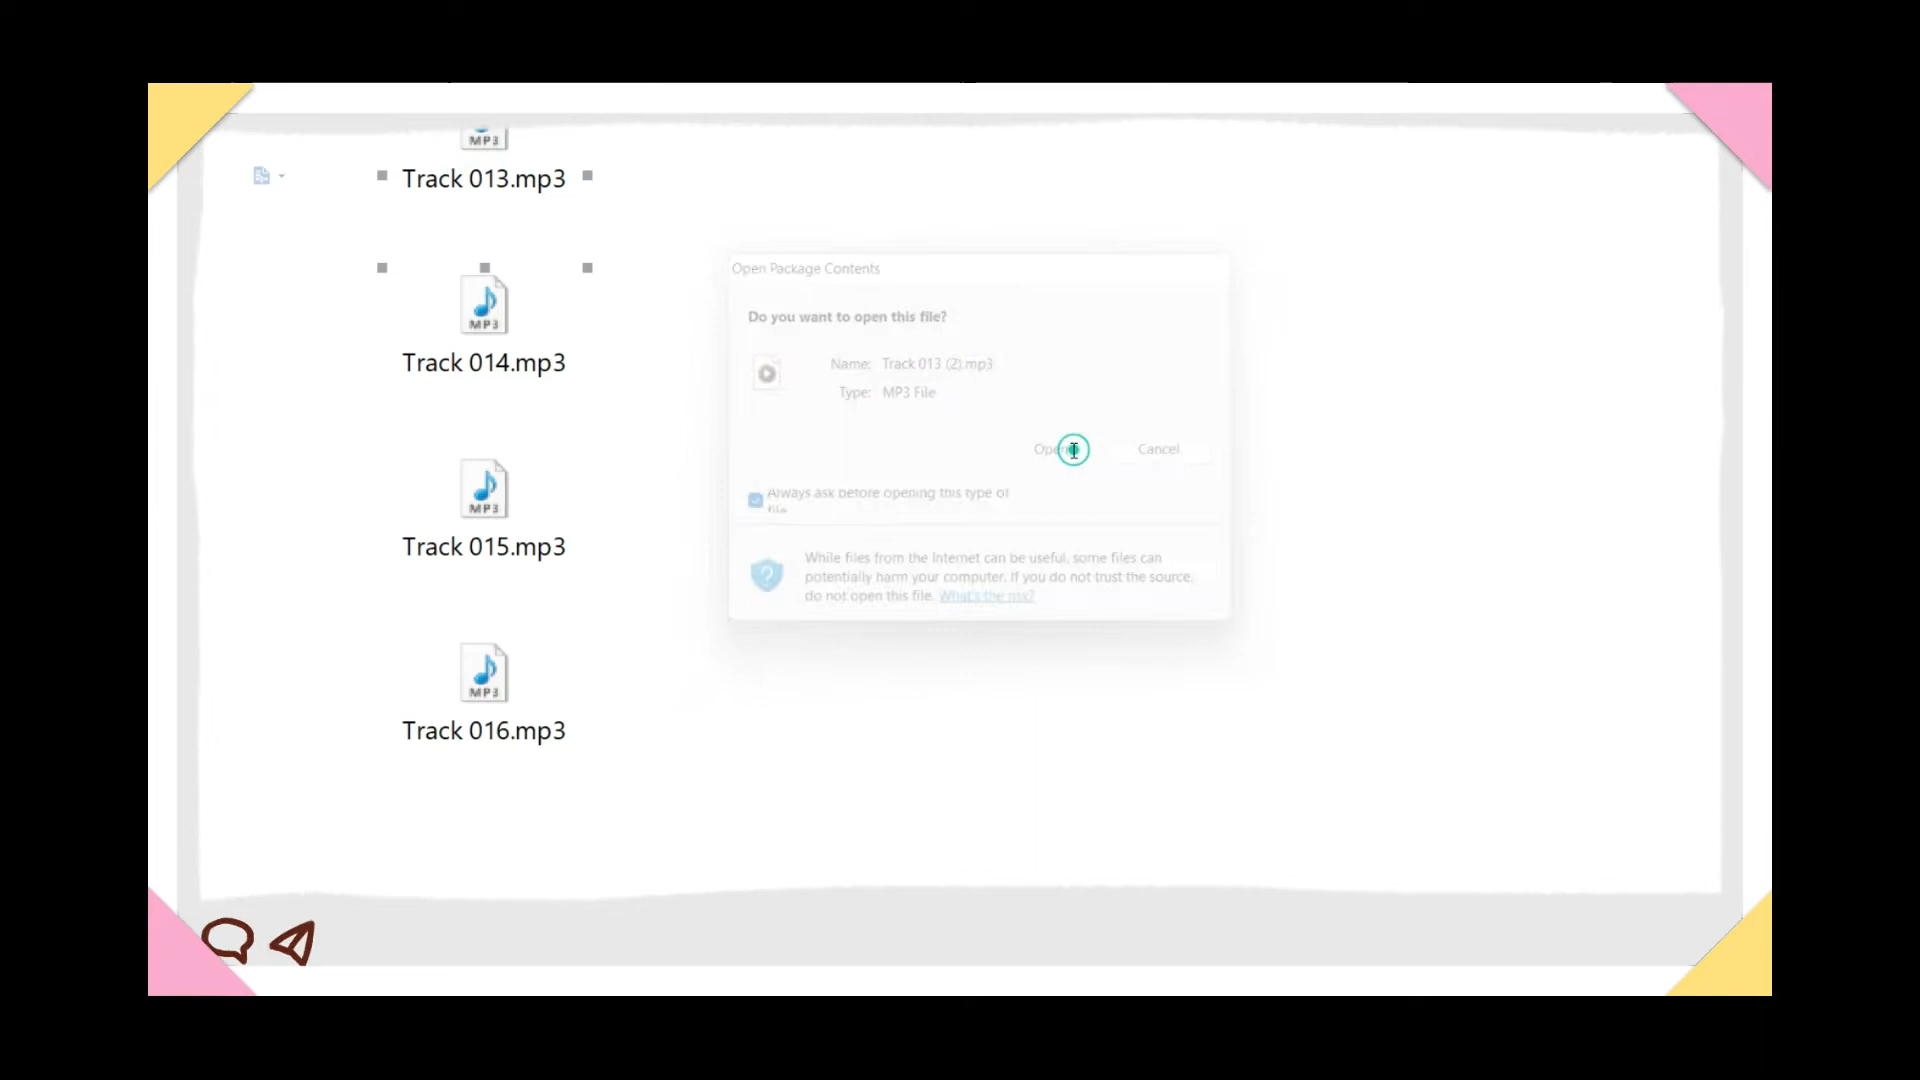 MP3
Track 013.mp3
MP3
Track 014.mp3
MP3
Track 015.mp3
MP3
Track 016.mp3
Open Package Contents
Do you want to open this file?
Name: Track 013 (2).mp3
Type: MP3 File
Open Cancel
Always ask before opening this type of
file
While files from the Internet can be useful, some files can
potentially harm your computer. If you do not trust the source,
do not open this file. What's the risk?